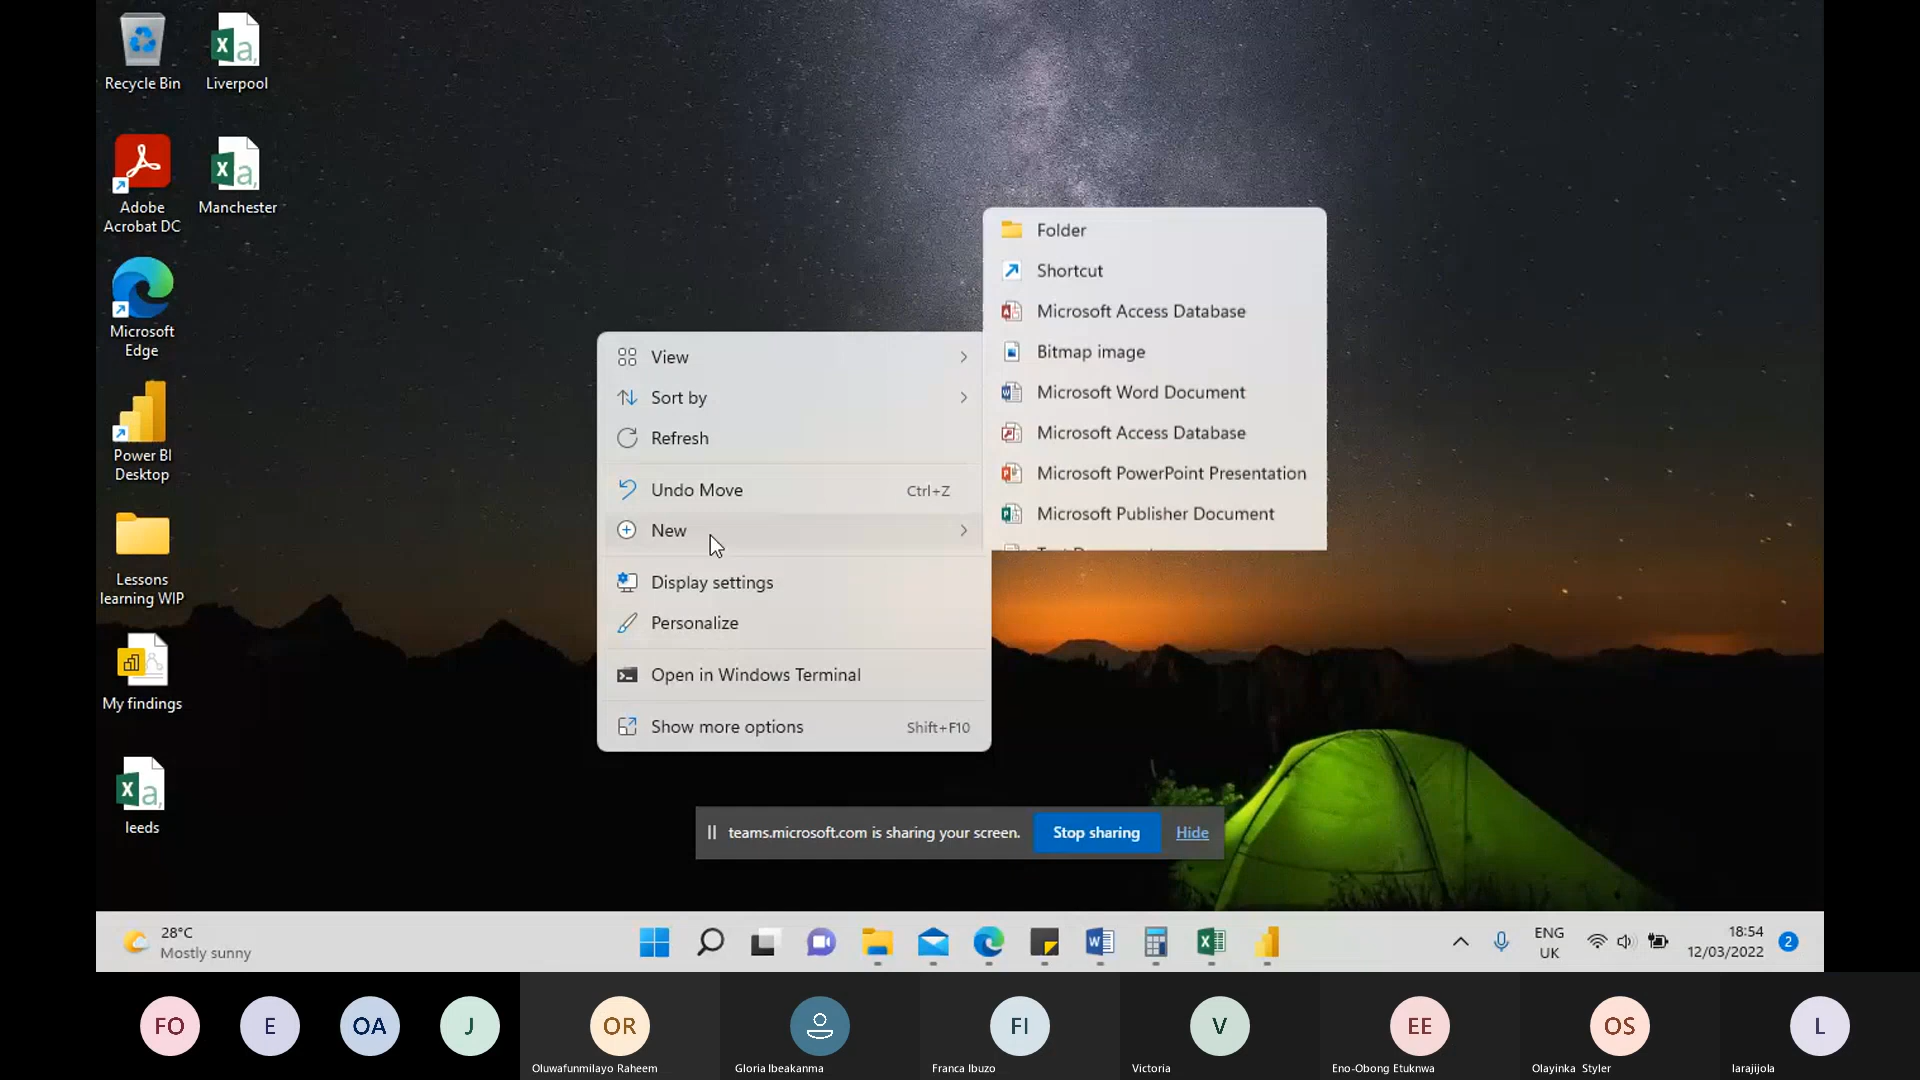 Recycle Bin
Liverpool
Adobe
Acrobat DC
Manchester
Microsoft
Edge
Power BI
Desktop
Lessons
learning WIP
My findings
leeds
View
Sort by
Refresh
Undo Move Ctrl+Z
New
Display settings
Personalize
Open in Windows Terminal
Show more options Shift+F10
Folder
Shortcut
Microsoft Access Database
Bitmap image
Microsoft Word Document
Microsoft Access Database
Microsoft PowerPoint Presentation
Microsoft Publisher Document
teams.microsoft.com is sharing your screen. Stop sharing Hide
28°C
Mostly sunny
ENG
UK
18:54
12/03/2022
2
FO
E
OA
J
OR
FI
V
EE
OS
L
Oluwafunmilayo Raheem
Gloria Ibeakanma
Franca Ibuzo
Victoria
Eno-Obong Etuknwa
Olayinka Styler
larajijola